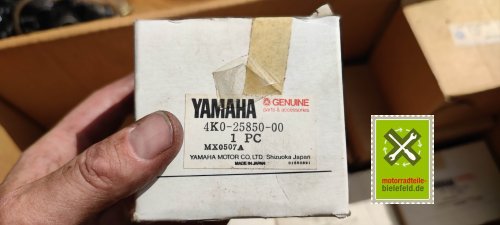 YAMAHA
GENUINE
parts & accessories
4K0-25850-00
1 PC
MX0507A
YAMAHA MOTOR CO.LTD. Shizuoka Japan
MADE IN JAPAN
motorradteile-
bielefeld.de